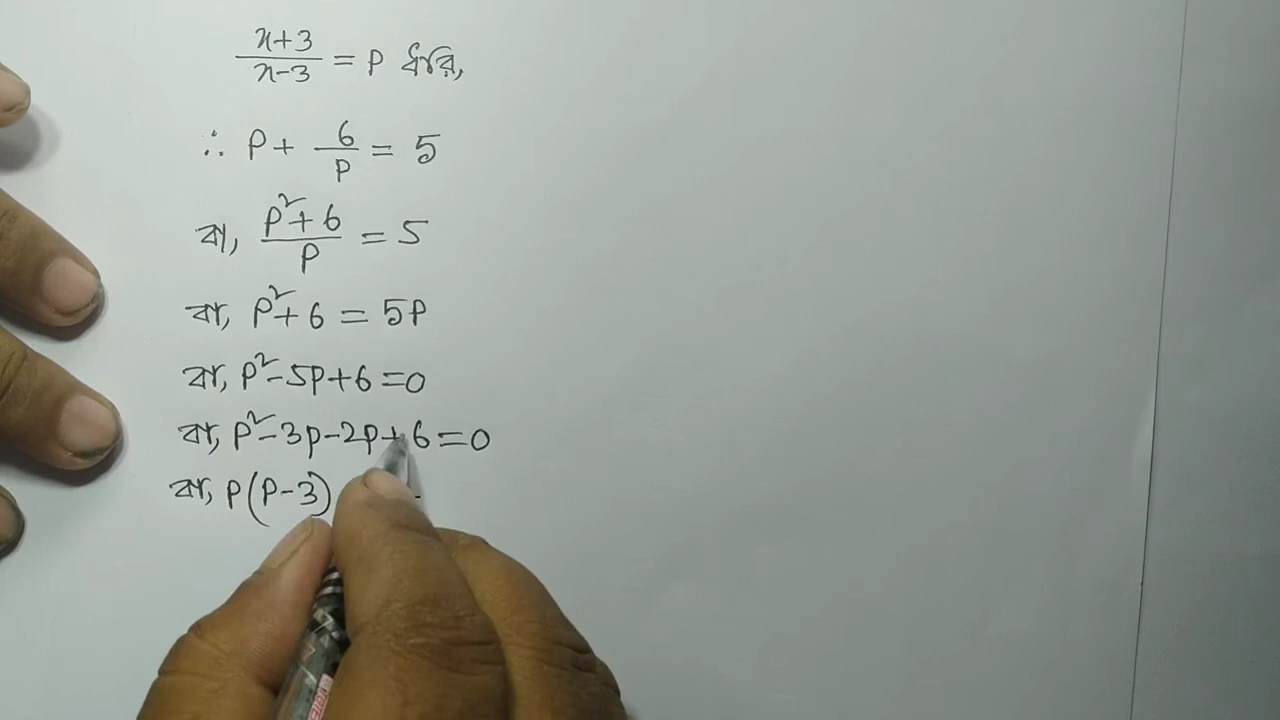 x+3/x-3 = P ধরি,
∴ P + 6/P = 5
বা, P²+6/P = 5
বা, P²+6 = 5P
বা, P²-5P+6=0
বা, P²-3P-2P+6=0
বা, P(P-3)